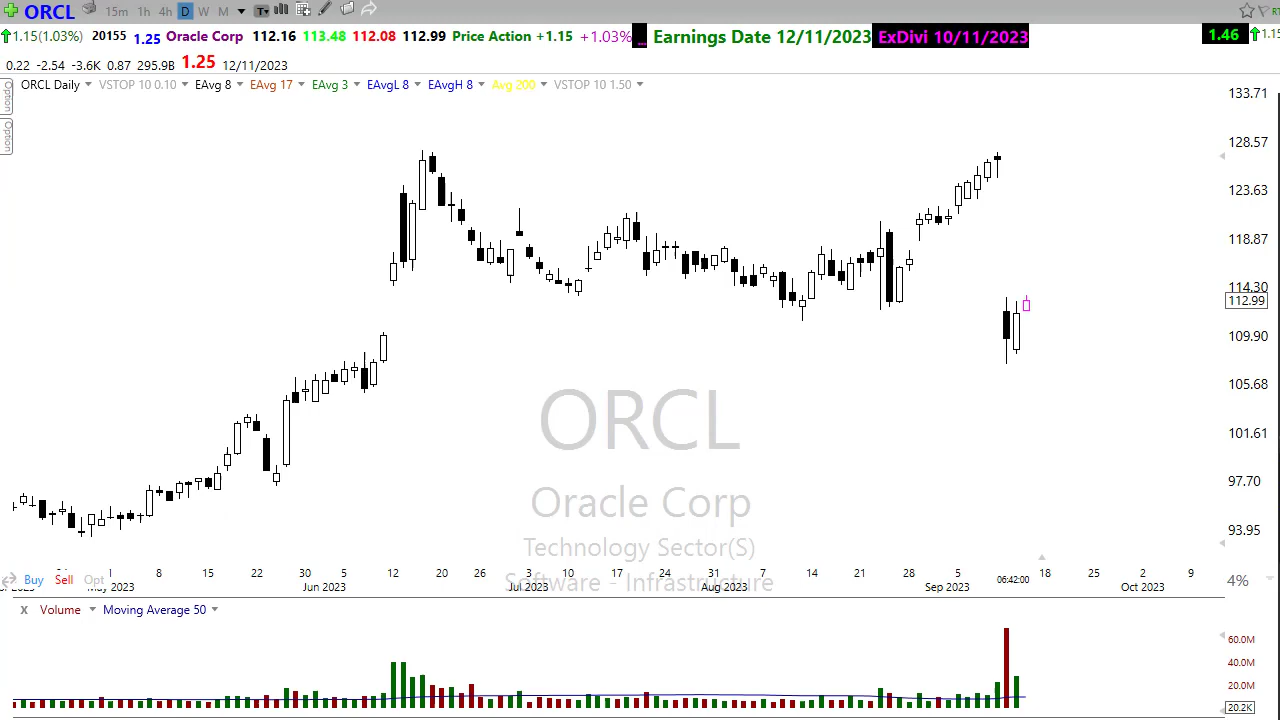 ORCL 15m 1h 4h D W M T
1.15(1.03%) 20155 1.25 Oracle Corp 112.16 113.48 112.08 112.99 Price Action +1.15 +1.03% ... Earnings Date 12/11/2023 ExDivi 10/11/2023 1.46
0.22 -2.54 -3.6K 0.87 295.9B 1.25 12/11/2023
ORCL Daily VSTOP 10 0.10 EAvg 8 EAvg 17 EAvg 3 EAvgL 8 EAvgH 8 Avg 200 VSTOP 10 1.50
Option
Option
133.71
128.57
123.63
118.87
114.30
112.99
109.90
105.68
101.61
97.70
93.95
4%
ORCL
Oracle Corp
Technology Sector(S)
Software - Infrastructure
Buy Sell Opt
1 8 15 22 30 5 12 20 26 3 10 17 24 31 7 14 21 28 5 06:42:00 18 25 2 9
May 2023 Jun 2023 Jul 2023 Aug 2023 Sep 2023 Oct 2023
x Volume Moving Average 50
60.0M
40.0M
20.0M
20.2K